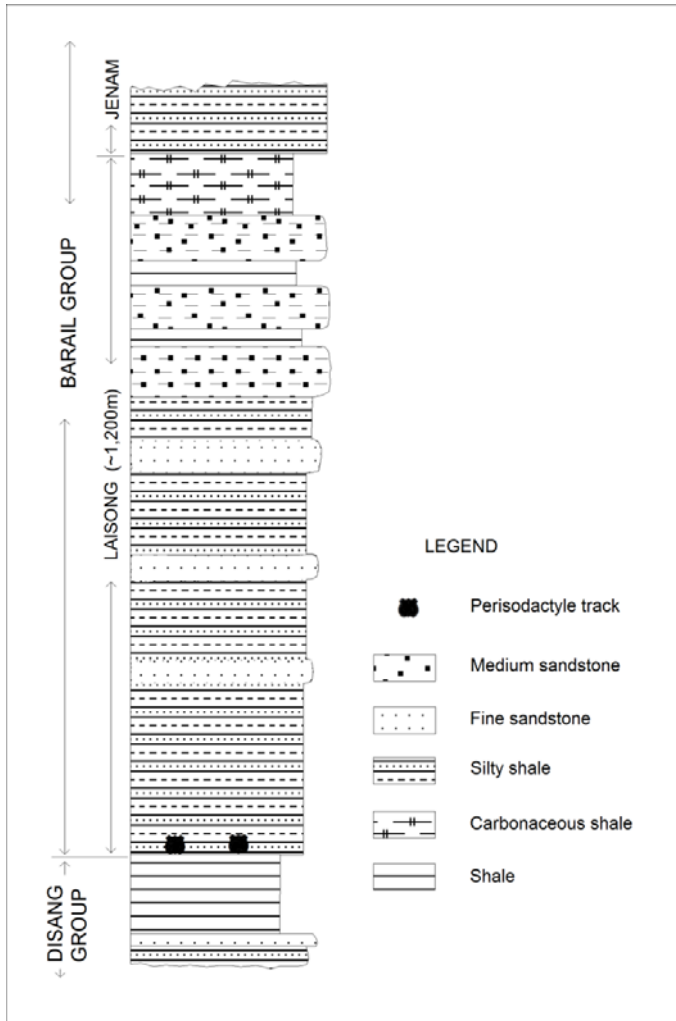 JENAM
BARAIL GROUP
LAISONG (~1,200m)
DISANG
GROUP
LEGEND
Perisodactyle track
Medium sandstone
Fine sandstone
Silty shale
Carbonaceous shale
Shale